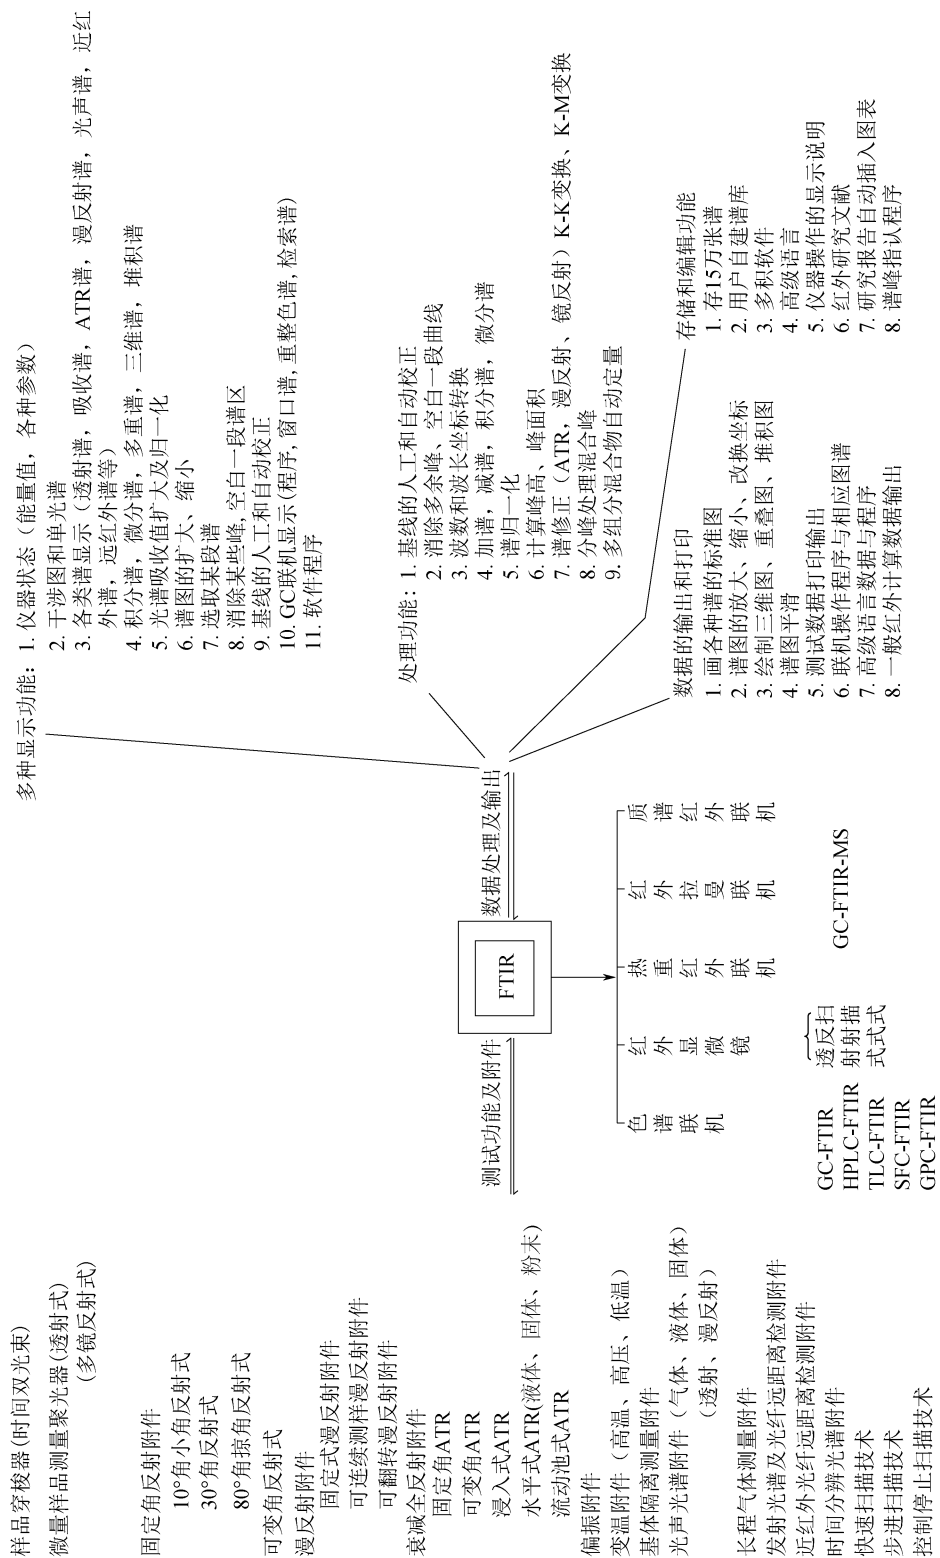 样品穿梭器(时间双光束)
微量样品测量聚光器(透射式)
(多镜反射式)
固定角反射附件
10°角小角反射式
30°角反射式
80°角掠角反射式
可变角反射式
漫反射附件
固定式漫反射附件
可连续测样漫反射附件
可翻转漫反射附件
衰减全反射附件
固定角ATR
可变角ATR
浸入式ATR
水平式ATR(液体、固体、粉末)
流动池式ATR
偏振附件
变温附件（高温、高压、低温）
基体隔离测量附件
光声光谱附件（气体、液体、固体）
（透射、漫反射）
长程气体测量附件
发射光谱及光纤远距离检测附件
近红外光纤远距离检测附件
时间分辨光谱附件
快速扫描技术
步进扫描技术
控制停止扫描技术
测试功能及附件
FTIR
数据处理及输出
色谱联机
红外显微镜
热重红外联机
红外拉曼联机
质谱红外联机
GC-FTIR
HPLC-FTIR
TLC-FTIR
SFC-FTIR
GPC-FTIR
透射式
反射式
扫描式
GC-FTIR-MS
多种显示功能：1. 仪器状态（能量值，各种参数）
2. 干涉图和单光谱
3. 各类谱显示（透射谱，吸收谱，ATR谱，漫反射谱，光声谱，近红
外谱，远红外谱等）
4. 积分谱，微分谱，多重谱，三维谱，堆积谱
5. 光谱吸收值扩大及归一化
6. 谱图的扩大、缩小
7. 选取某段谱
8. 消除某些峰,空白一段谱区
9. 基线的人工和自动校正
10. GC联机显示(程序,窗口谱,重整色谱,检索谱)
11. 软件程序
处理功能：1. 基线的人工和自动校正
2. 消除多余峰、空白一段曲线
3. 波数和波长坐标转换
4. 加谱，减谱，积分谱，微分谱
5. 谱归一化
6. 计算峰高、峰面积
7. 谱修正（ATR，漫反射、镜反射）K-K变换、K-M变换
8. 分峰处理混合峰
9. 多组分混合物自动定量
数据的输出和打印
1. 画各种谱的标准图
2. 谱图的放大、缩小、改换坐标
3. 绘制三维图、重叠图、堆积图
4. 谱图平滑
5. 测试数据打印输出
6. 联机操作程序与相应图谱
7. 高级语言数据与程序
8. 一般红外计算数据输出
存储和编辑功能
1. 存15万张谱
2. 用户自建谱库
3. 多积软件
4. 高级语言
5. 仪器操作的显示说明
6. 红外研究文献
7. 研究报告自动插入图表
8. 谱峰指认程序